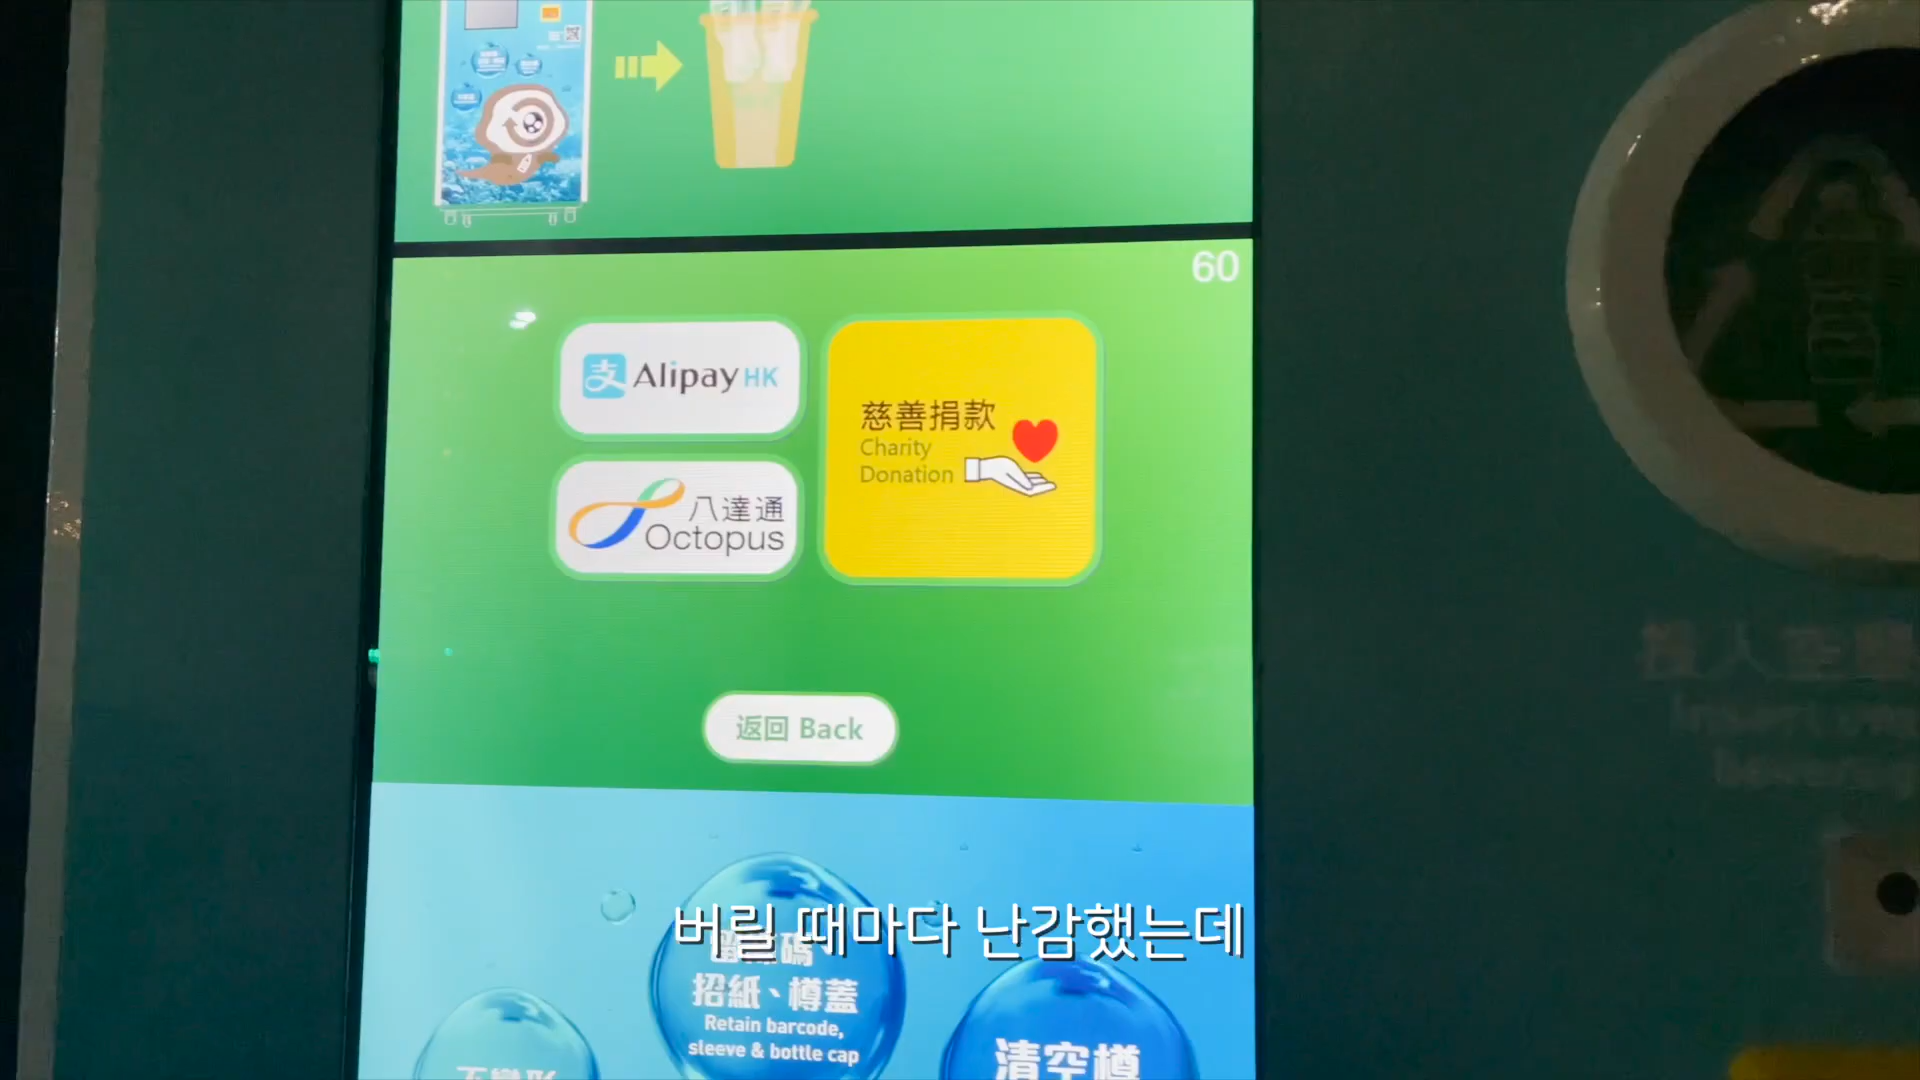 60
支 Alipay HK
慈善捐款
Charity
Donation
八達通
Octopus
返回 Back
버릴 때마다 난감했는데
招紙、樽蓋
Retain barcode,
sleeve & bottle cap
清空樽